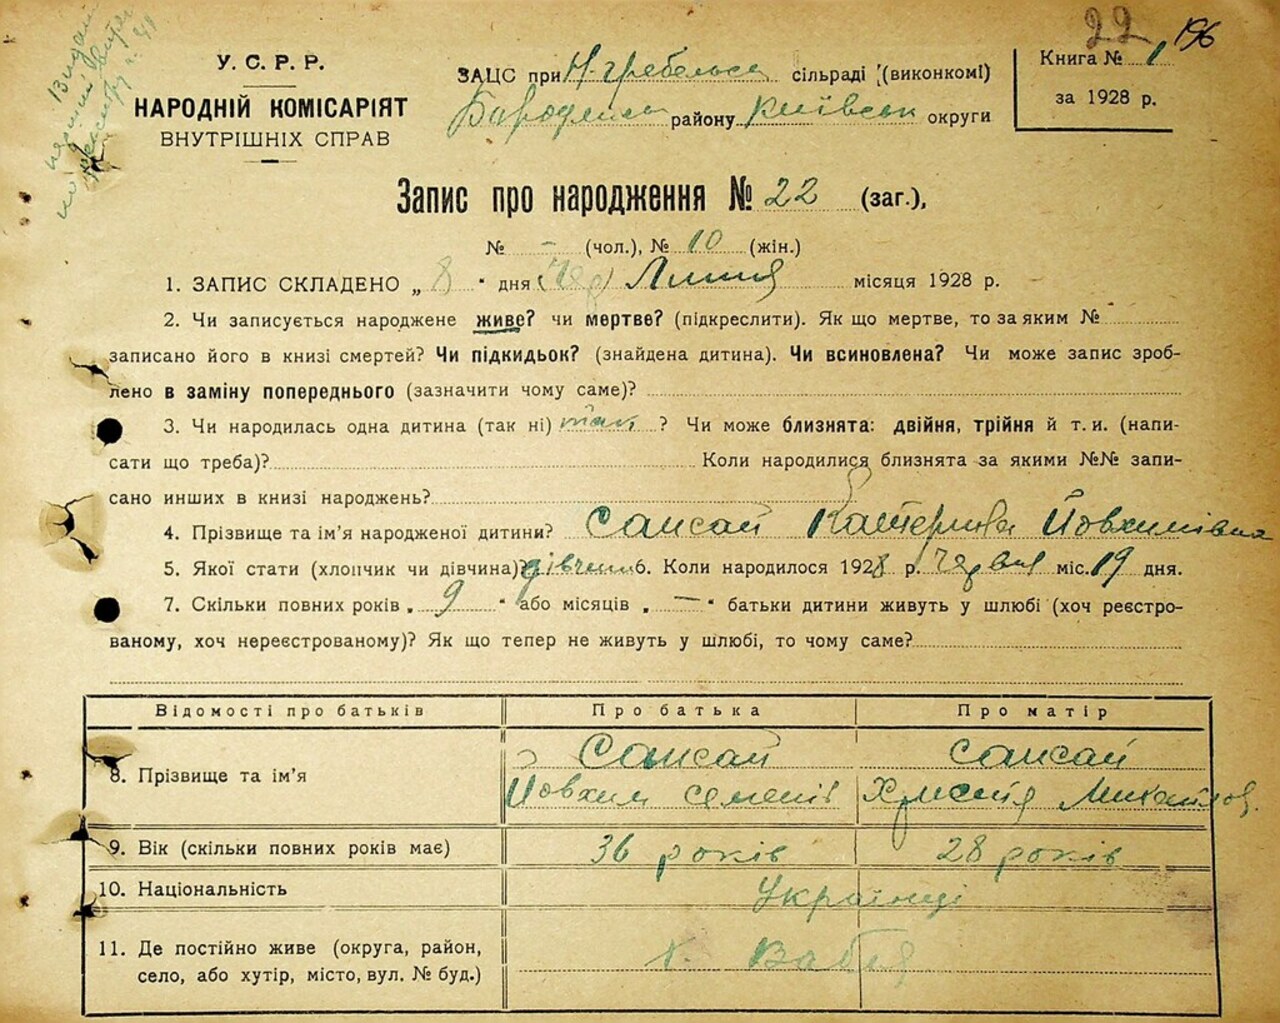 22 196
У. С. Р. Р.
НАРОДНІЙ КОМІСАРІЯТ
ВНУТРІШНІХ СПРАВ
ЗАЦС при Н-гребельськ сільраді (виконкомі)
району Київськ округи
Книга № 1
за 1928 р.
Запис про народження № 22 (заг.),
№ - (чол.), № 10 (жін.)
1. ЗАПИС СКЛАДЕНО „ 8 " дня (Чер) Липня місяця 1928 р.
2. Чи записується народжене живе? чи мертве? (підкреслити). Як що мертве, то за яким №
записано його в книзі смертей? Чи підкидьок? (знайдена дитина). Чи всиновлена? Чи може запис зроб-
лено в заміну попереднього (зазначити чому саме)?
3. Чи народилась одна дитина (так ні) так ? Чи може близнята: двійня, трійня й т. и. (напи-
сати що треба)? Коли народилися близнята за якими №№ запи-
сано инших в книзі народжень?
4. Прізвище та ім'я народженої дитини? Сансай Катерина Йовхимівна
5. Якої стати (хлопчик чи дівчина)? дівчина 6. Коли народилося 1928 р. Червня міс. 19 дня.
7. Скільки повних років „ 9 " або місяців „ — " батьки дитини живуть у шлюбі (хоч реєстро-
ваному, хоч нереєстрованому)? Як що тепер не живуть у шлюбі, то чому саме?
Відомості про батьків Про батька Про матір
8. Прізвище та ім'я Сансай Йовхим Семенів Сансай Христя Михайлов.
9. Вік (скільки повних років має) 36 років 28 років
10. Національність Українці
11. Де постійно живе (округа, район,
село, або хутір, місто, вул. № буд.) х. Вабля